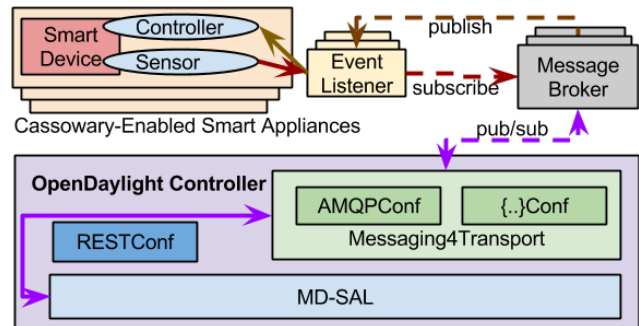 Controller
Smart
Device
Sensor
Event
Listener
publish
subscribe
Message
Broker
Cassowary-Enabled Smart Appliances
pub/sub
OpenDaylight Controller
AMQPConf
{..}Conf
RESTConf
Messaging4Transport
MD-SAL